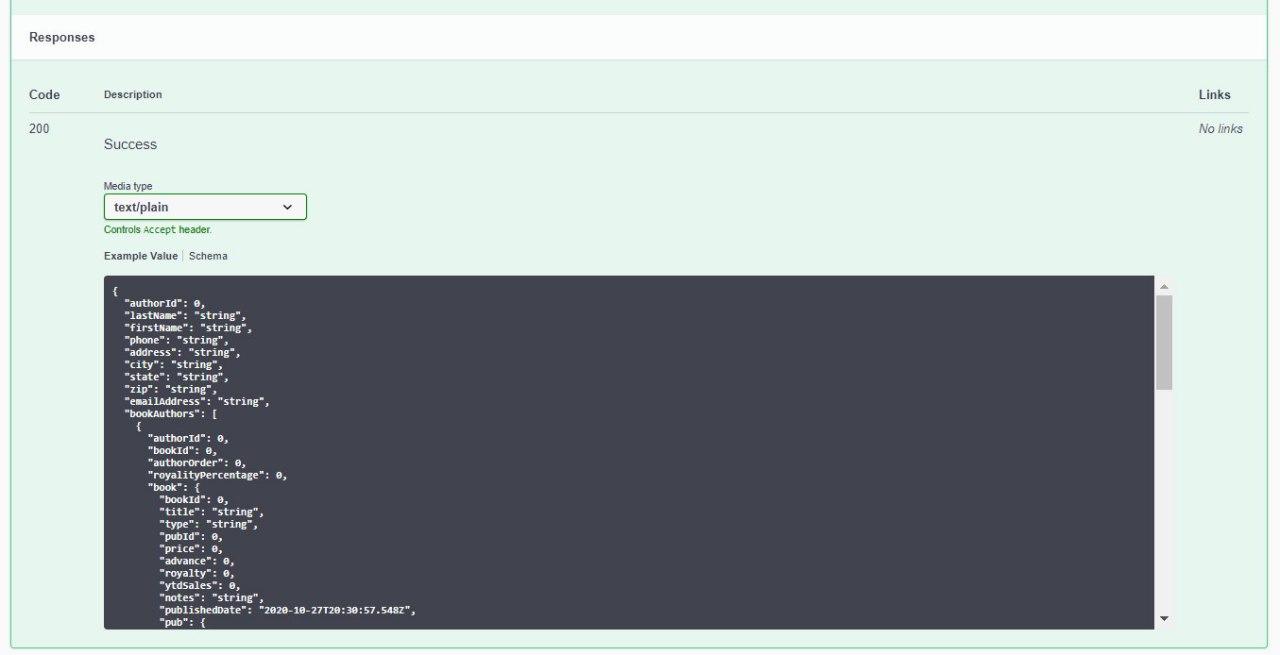 Responses
Code Description Links
200 No links
Success
Media type
text/plain
Controls Accept header.
Example Value | Schema
{
  "authorId": 0,
  "lastName": "string",
  "firstName": "string",
  "phone": "string",
  "address": "string",
  "city": "string",
  "state": "string",
  "zip": "string",
  "emailAddress": "string",
  "bookAuthors": [
    {
      "authorId": 0,
      "bookId": 0,
      "authorOrder": 0,
      "royalityPercentage": 0,
      "book": {
        "bookId": 0,
        "title": "string",
        "type": "string",
        "pubId": 0,
        "price": 0,
        "advance": 0,
        "royalty": 0,
        "ytdSales": 0,
        "notes": "string",
        "publishedDate": "2020-10-27T20:30:57.548Z",
        "pub": {